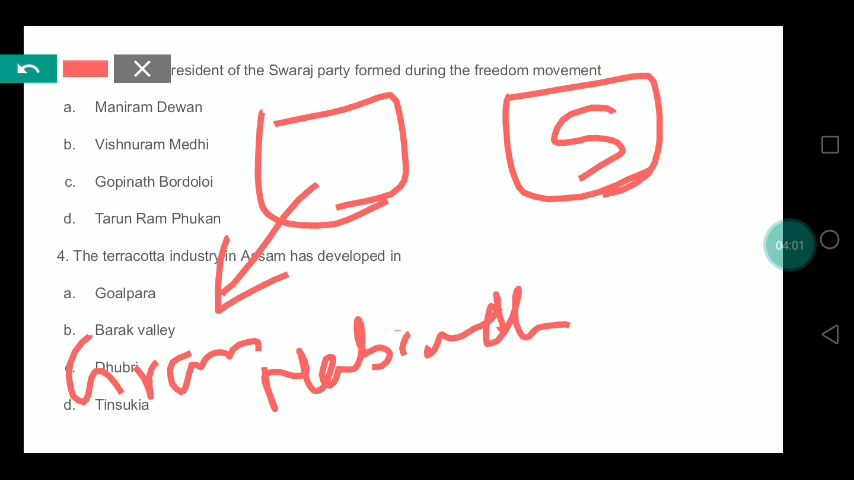 resident of the Swaraj party formed during the freedom movement
a. Maniram Dewan
b. Vishnuram Medhi
c. Gopinath Bordoloi
d. Tarun Ram Phukan
S
4. The terracotta industry in Assam has developed in
a. Goalpara
b. Barak valley
c. Dhubri
d. Tinsukia
04:01